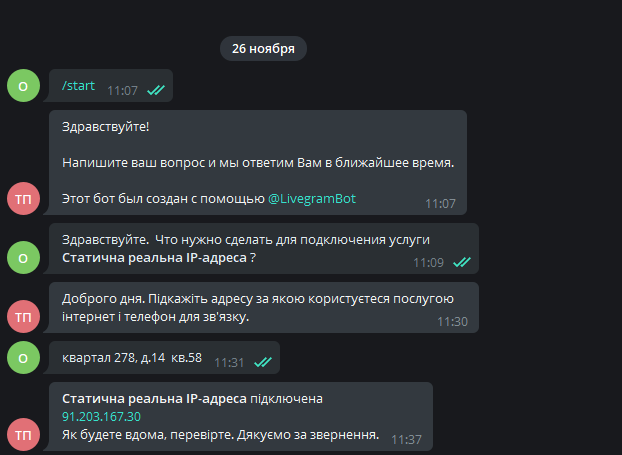 26 ноября
О
/start
11:07
Здравствуйте!
Напишите ваш вопрос и мы ответим Вам в ближайшее время.
Этот бот был создан с помощью @LivegramBot
ТП
11:07
Здравствуйте. Что нужно сделать для подключения услуги
Статична реальна IP-адреса ?
О
11:09
Доброго дня. Підкажіть адресу за якою користуєтеся послугою
інтернет і телефон для зв'язку.
ТП
11:30
О
квартал 278, д.14 кв.58
11:31
Статична реальна IP-адреса підключена
91.203.167.30
Як будете вдома, перевірте. Дякуємо за звернення.
ТП
11:37